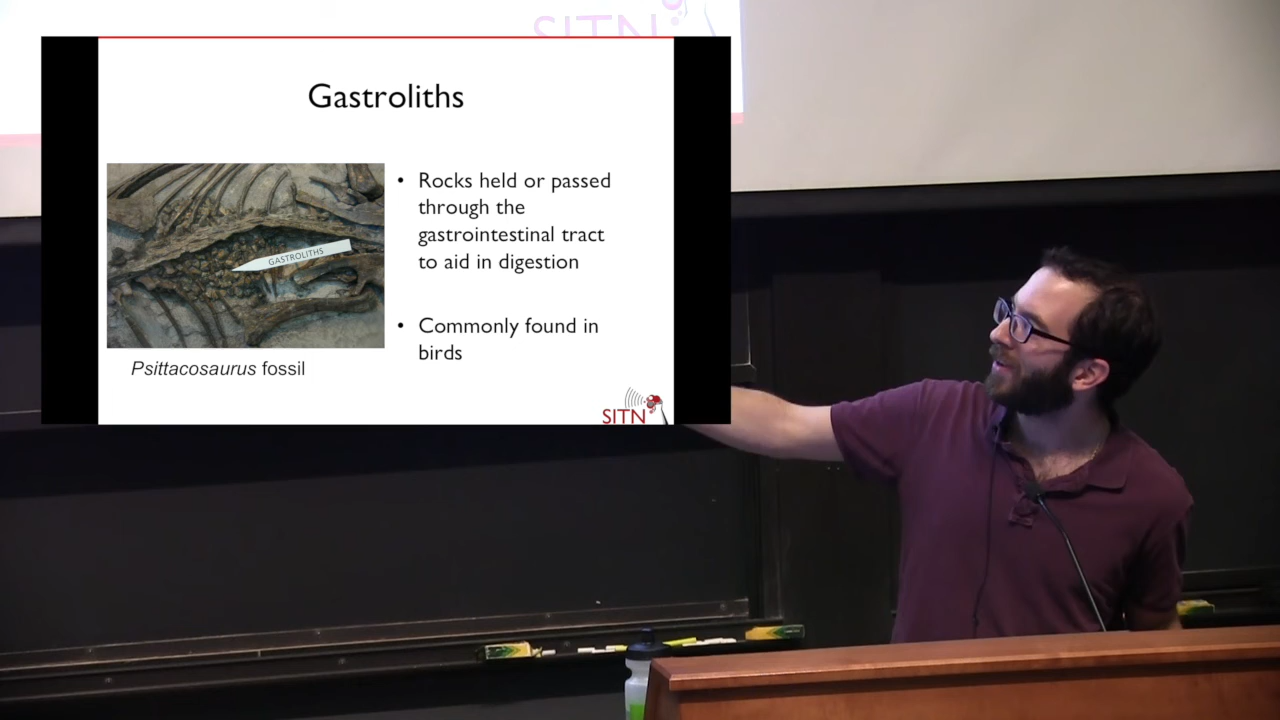 SITN
Gastroliths
GASTROLITHS
Psittacosaurus fossil
• Rocks held or passed
through the
gastrointestinal tract
to aid in digestion
• Commonly found in
birds
SITN